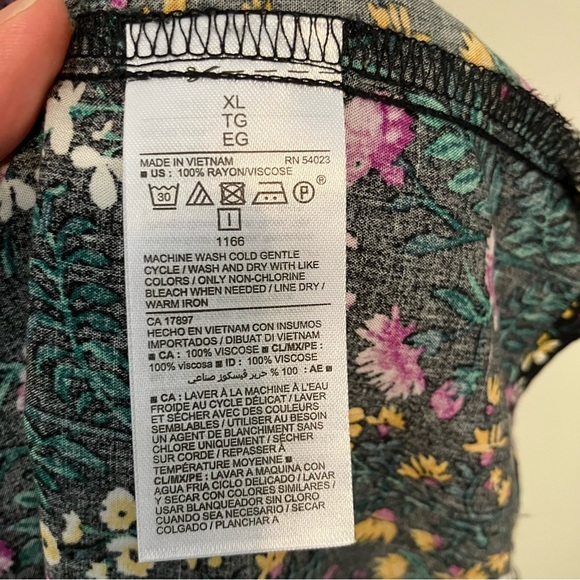 XL
TG
EG
MADE IN VIETNAM RN 54023
■ US : 100% RAYON/VISCOSE
30 P ®
I
1166
MACHINE WASH COLD GENTLE
CYCLE / WASH AND DRY WITH LIKE
COLORS / ONLY NON-CHLORINE
BLEACH WHEN NEEDED / LINE DRY /
WARM IRON
CA 17897
HECHO EN VIETNAM CON INSUMOS
IMPORTADOS / DIBUAT DI VIETNAM
■ CA : 100% VISCOSE ■ CL/MX/PE :
100% viscosa ■ ID : 100% VISCOSE
■ AE : 100 % حرير فيسكوز صناعي
■ CA : LAVER À LA MACHINE À L'EAU
FROIDE AU CYCLE DÉLICAT / LAVER
ET SÉCHER AVEC DES COULEURS
SEMBLABLES / UTILISER AU BESOIN
UN AGENT DE BLANCHIMENT SANS
CHLORE UNIQUEMENT / SÉCHER
SUR CORDE / REPASSER À
TEMPÉRATURE MOYENNE ■
CL/MX/PE : LAVAR A MAQUINA CON
AGUA FRIA CICLO DELICADO / LAVAR
Y SECAR CON COLORES SIMILARES /
USAR BLANQUEADOR SIN CLORO
CUANDO SEA NECESARIO / SECAR
COLGADO / PLANCHAR A